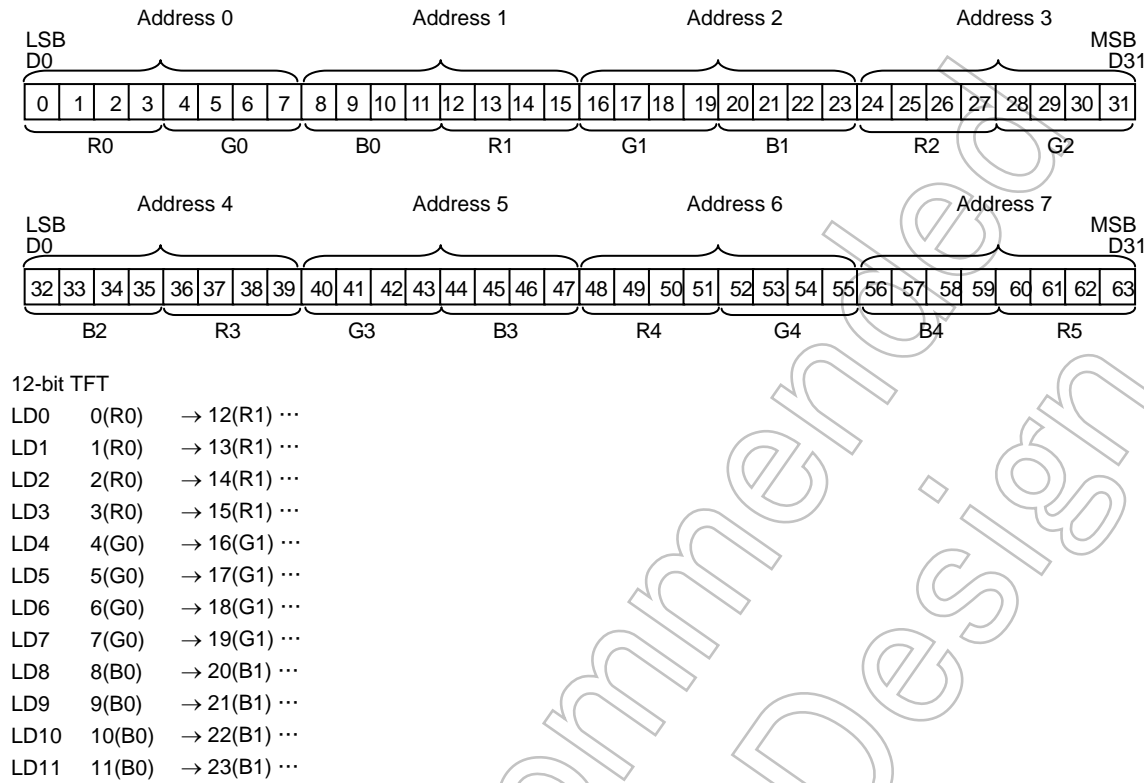 Address 0 Address 1 Address 2 Address 3
LSB MSB
D0 D31
0 1 2 3 4 5 6 7 8 9 10 11 12 13 14 15 16 17 18 19 20 21 22 23 24 25 26 27 28 29 30 31
R0 G0 B0 R1 G1 B1 R2 G2
Address 4 Address 5 Address 6 Address 7
LSB MSB
D0 D31
32 33 34 35 36 37 38 39 40 41 42 43 44 45 46 47 48 49 50 51 52 53 54 55 56 57 58 59 60 61 62 63
B2 R3 G3 B3 R4 G4 B4 R5
12-bit TFT
LD0 0(R0) → 12(R1) ⋯
LD1 1(R0) → 13(R1) ⋯
LD2 2(R0) → 14(R1) ⋯
LD3 3(R0) → 15(R1) ⋯
LD4 4(G0) → 16(G1) ⋯
LD5 5(G0) → 17(G1) ⋯
LD6 6(G0) → 18(G1) ⋯
LD7 7(G0) → 19(G1) ⋯
LD8 8(B0) → 20(B1) ⋯
LD9 9(B0) → 21(B1) ⋯
LD10 10(B0) → 22(B1) ⋯
LD11 11(B0) → 23(B1) ⋯
Design